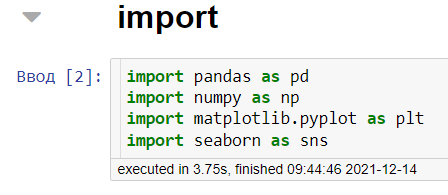 import
Ввод [2]:
import pandas as pd
import numpy as np
import matplotlib.pyplot as plt
import seaborn as sns
executed in 3.75s, finished 09:44:46 2021-12-14